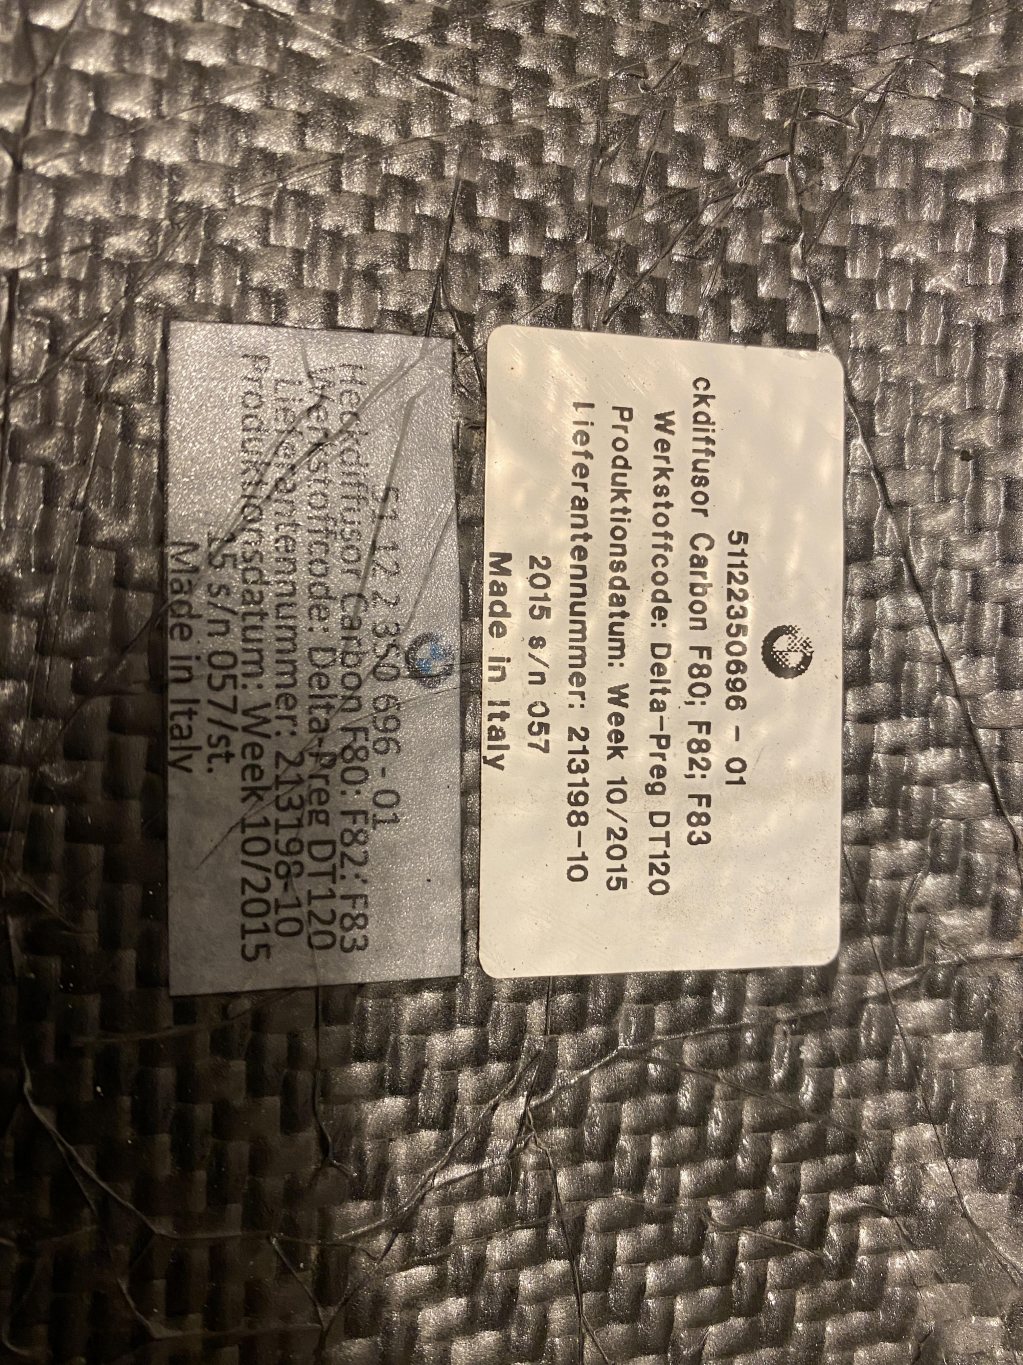 51122350696 - 01
ckdiffusor Carbon F80; F82; F83
Werkstoffcode: Delta-Preg DT120
Produktionsdatum: Week 10/2015
Lieferantennummer: 213198-10
2015 s/n 057
Made in Italy
51 12 2 350 696 - 01
Heckdiffusor Carbon F80; F82; F83
Werkstoffcode: Delta-Preg DT120
Lieferantennummer: 213198-10
Produktionsdatum: Week 10/2015
15 s/n 057/st.
Made in Italy